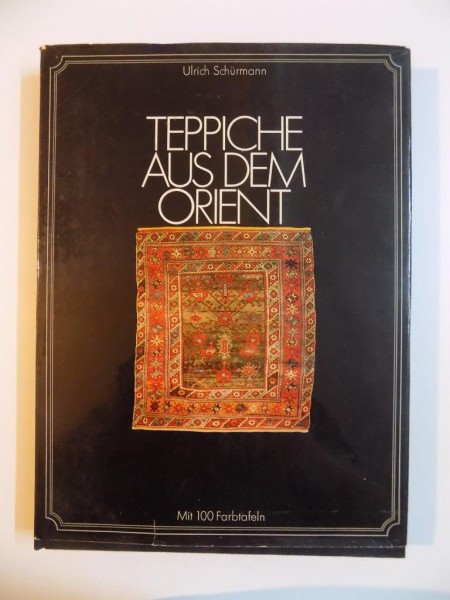 Ulrich Schürmann
TEPPICHE
AUS DEM
ORIENT
Mit 100 Farbtafeln